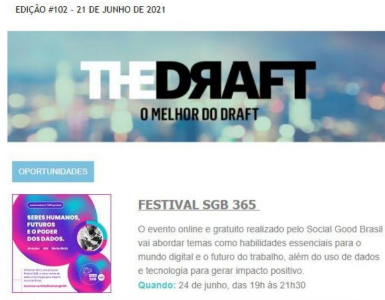 EDIÇÃO #102 - 21 DE JUNHO DE 2021
THE DRAFT
O MELHOR DO DRAFT
OPORTUNIDADES
SERES HUMANOS,
FUTUROS
E O PODER
DOS DADOS.
FESTIVAL SGB 365
O evento online e gratuito realizado pelo Social Good Brasil
vai abordar temas como habilidades essenciais para o
mundo digital e o futuro do trabalho, além do uso de dados
e tecnologia para gerar impacto positivo.
Quando: 24 de junho, das 19h às 21h30